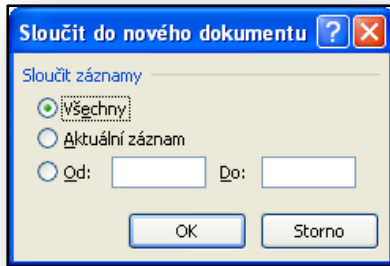 Sloučit do nového dokumentu
Sloučit záznamy
Všechny
Aktuální záznam
Od: Do:
OK Storno